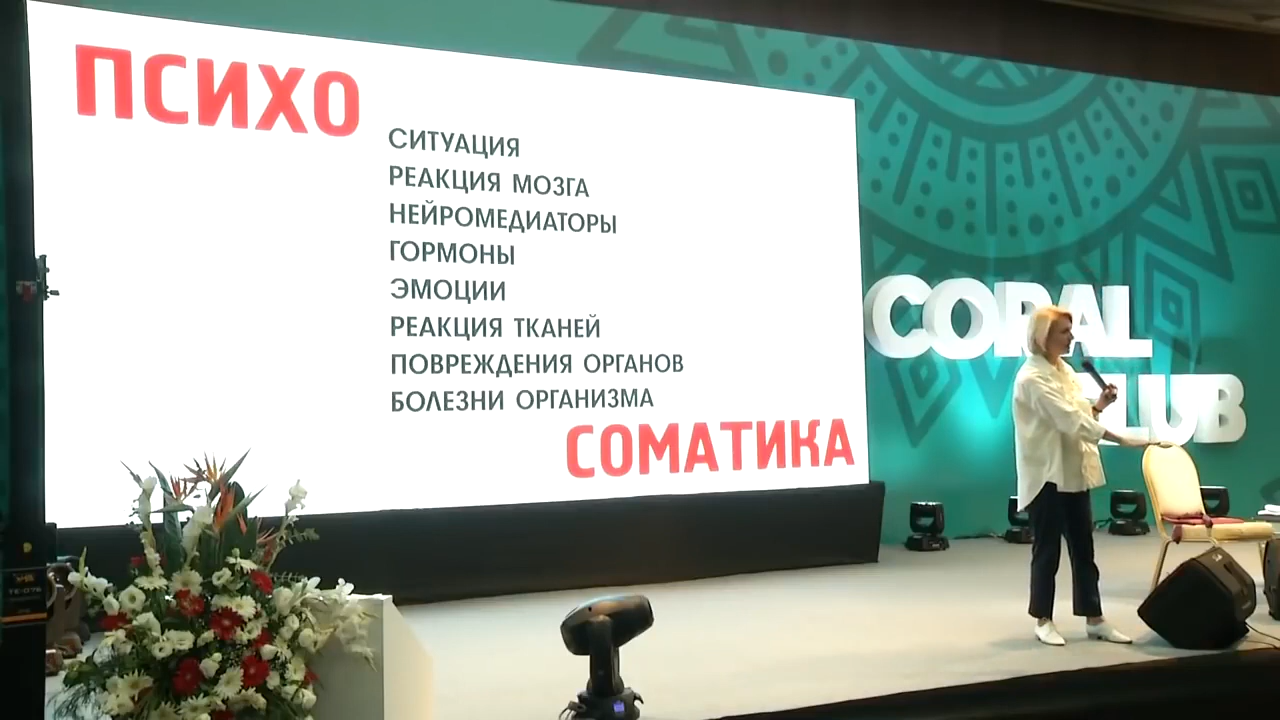 ПСИХО
СИТУАЦИЯ
РЕАКЦИЯ МОЗГА
НЕЙРОМЕДИАТОРЫ
ГОРМОНЫ
ЭМОЦИИ
РЕАКЦИЯ ТКАНЕЙ
ПОВРЕЖДЕНИЯ ОРГАНОВ
БОЛЕЗНИ ОРГАНИЗМА
СОМАТИКА
CORAL
CLUB